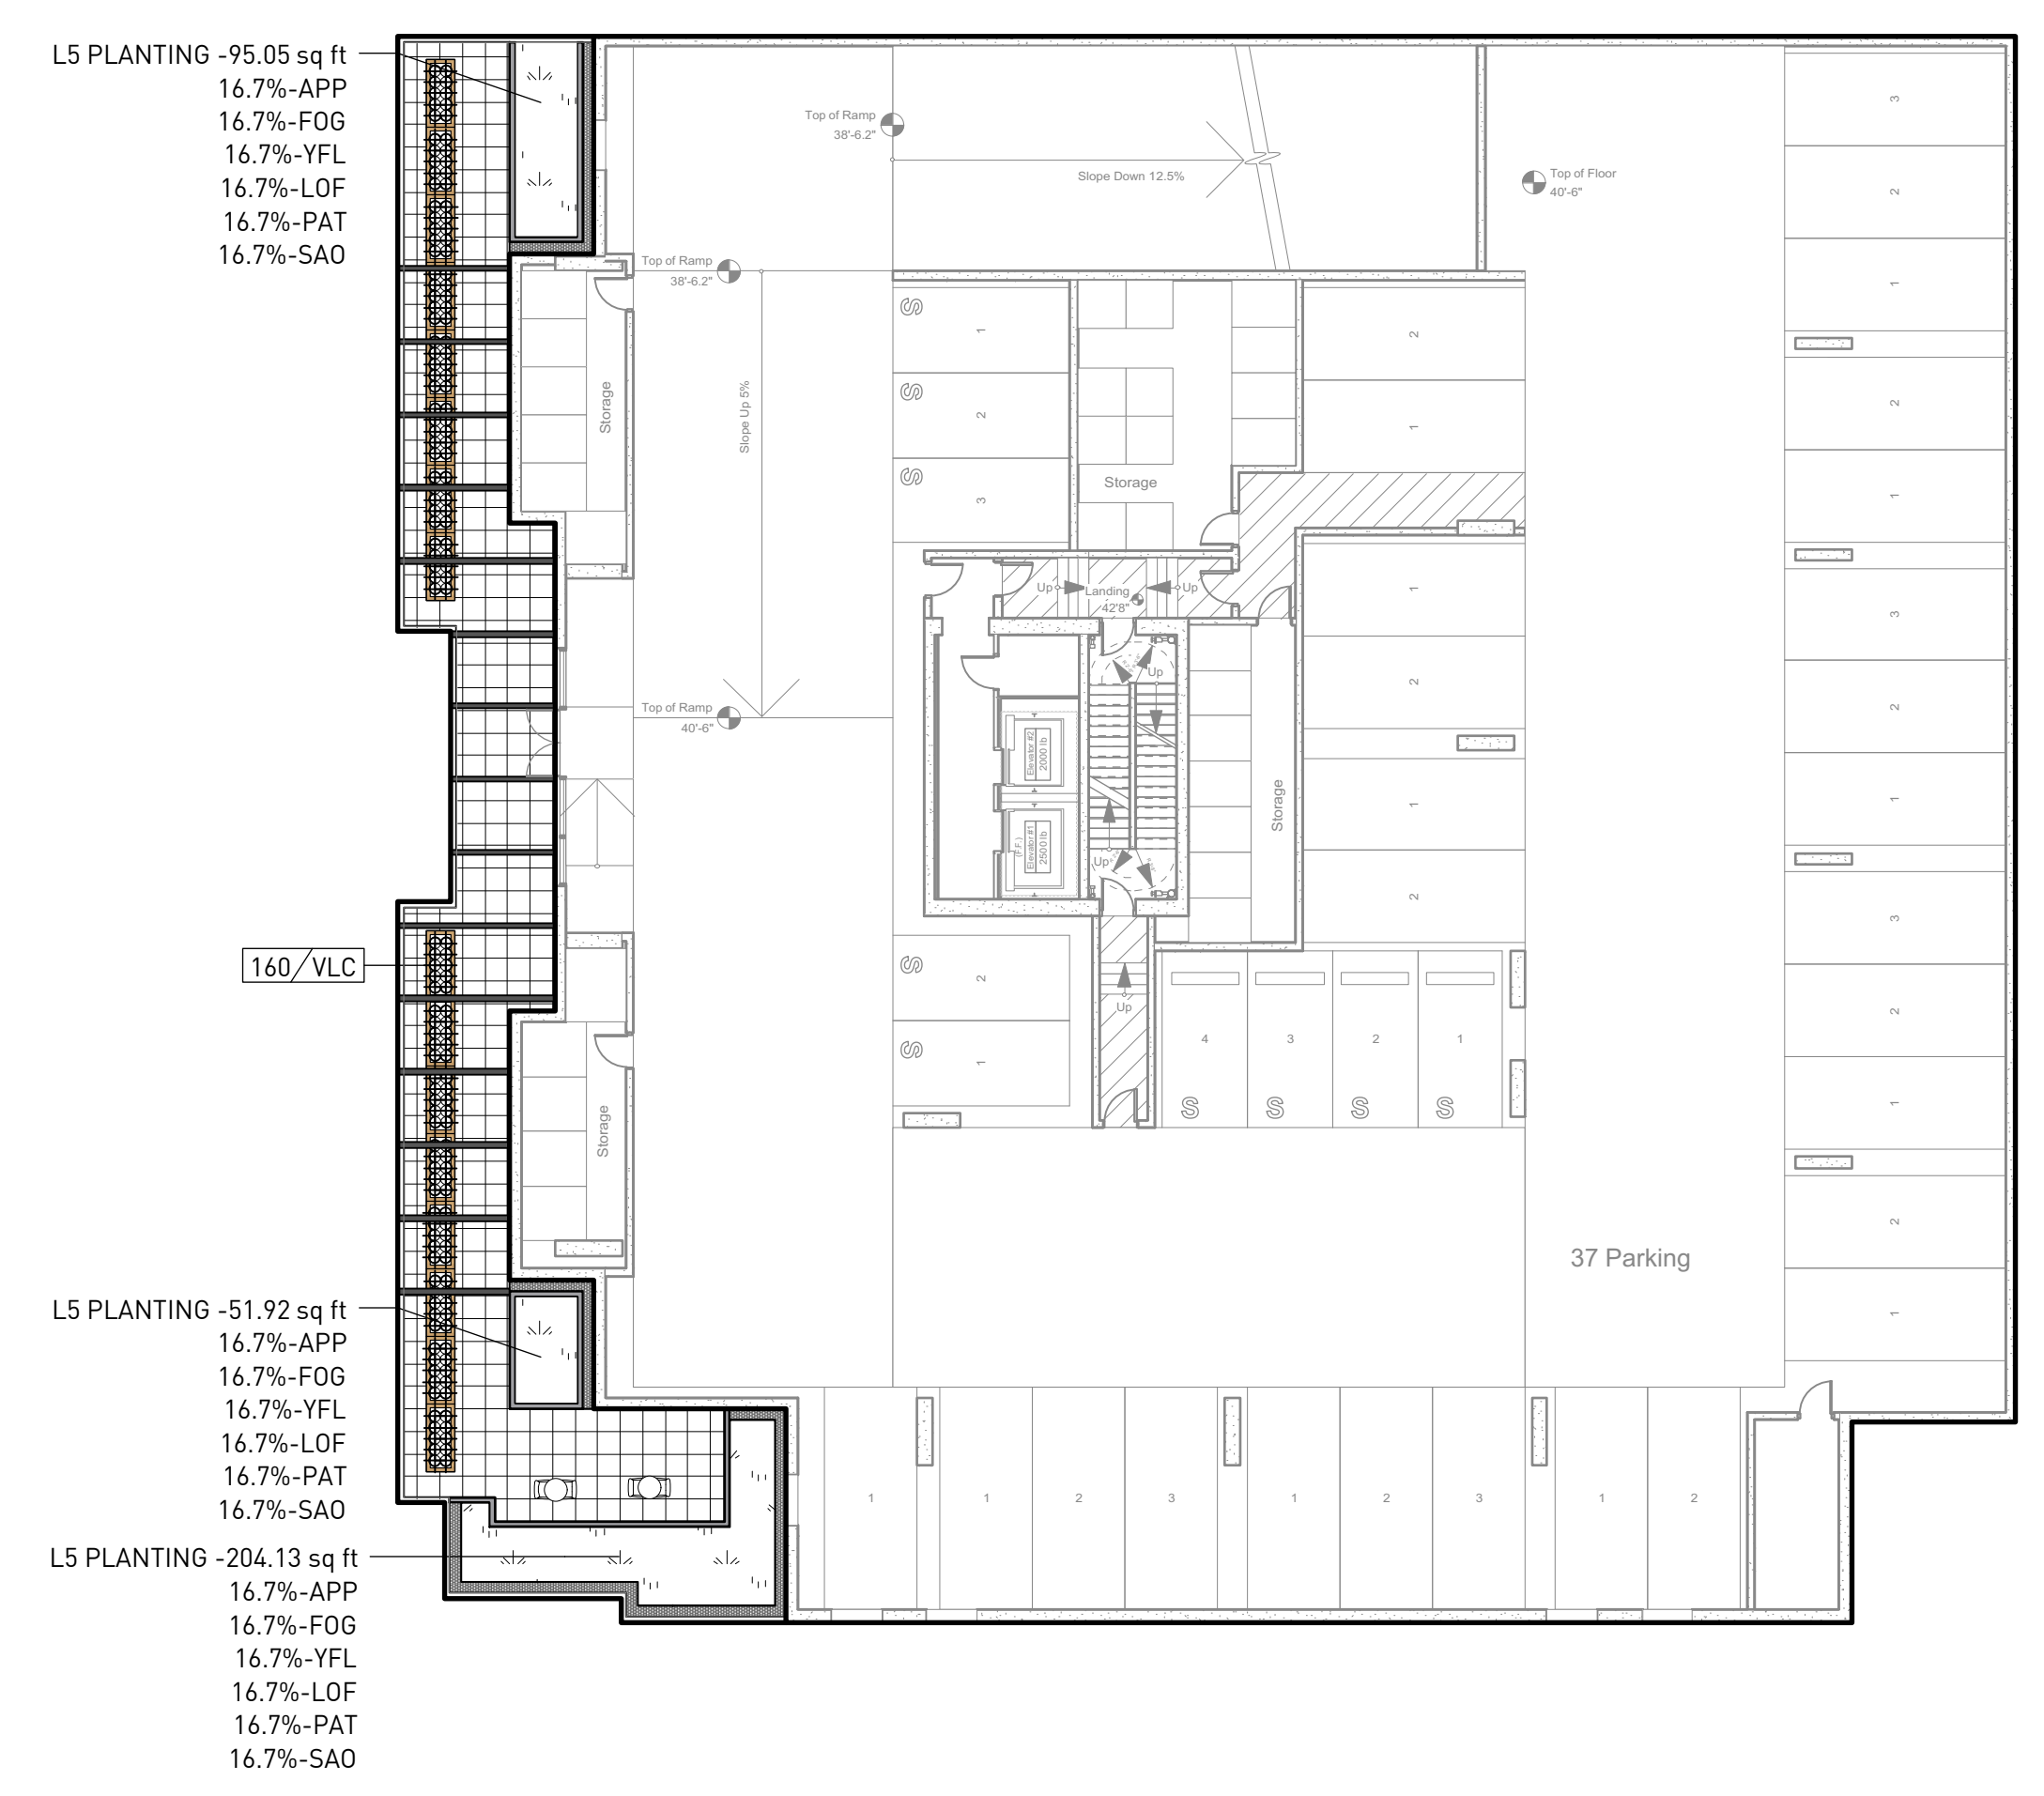 L5 PLANTING -95.05 sq ft
16.7%-APP
16.7%-FOG
16.7%-YFL
16.7%-LOF
16.7%-PAT
16.7%-SAO
Top of Ramp
38'-6.2"
Slope Down 12.5%
Top of Floor
40'-6"
Top of Ramp
38'-6.2"
Slope Up 5%
Top of Ramp
40'-6"
Storage
S
1
S
2
S
3
Storage
2
1
Up
Landing
42'8"
Up
Up
Up
Elevator #2
2000 lb
(F.F.)
Elevator #1
2500 lb
Storage
1
2
1
2
3
2
1
2
1
3
2
1
3
2
1
2
1
160/VLC
S
2
S
1
Up
4
3
2
1
S
S
S
S
Storage
37 Parking
L5 PLANTING -51.92 sq ft
16.7%-APP
16.7%-FOG
16.7%-YFL
16.7%-LOF
16.7%-PAT
16.7%-SAO
1
1
2
3
1
2
3
1
2
L5 PLANTING -204.13 sq ft
16.7%-APP
16.7%-FOG
16.7%-YFL
16.7%-LOF
16.7%-PAT
16.7%-SAO